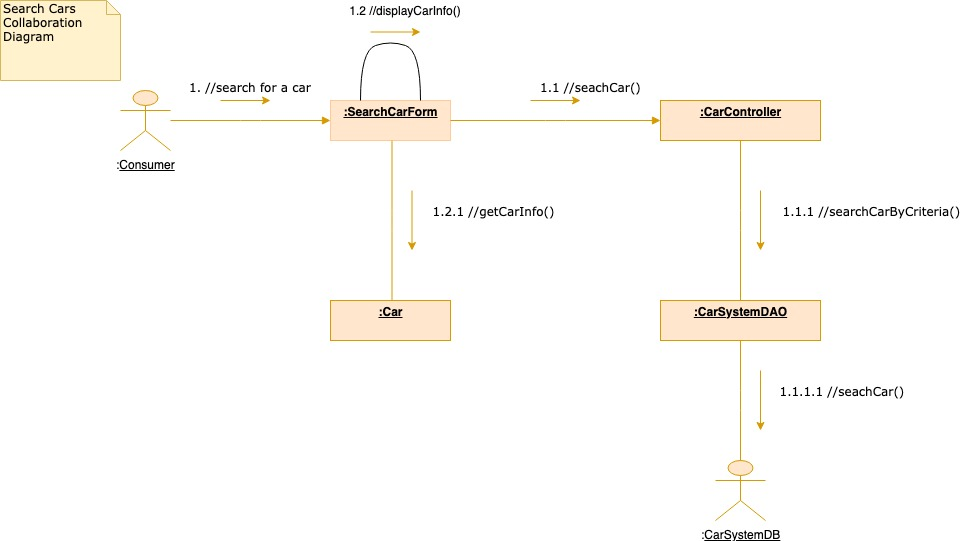 Search Cars
Collaboration
Diagram
1.2 //displayCarInfo()
1. //search for a car
1.1 //seachCar()
:SearchCarForm
:CarController
:Consumer
1.2.1 //getCarInfo()
1.1.1 //searchCarByCriteria()
:Car
:CarSystemDAO
1.1.1.1 //seachCar()
:CarSystemDB